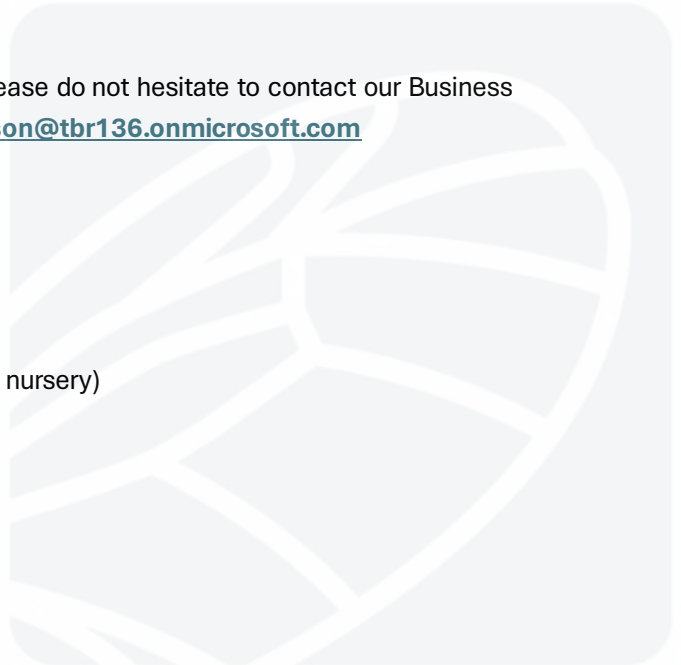 ease do not hesitate to contact our Business
son@tbr136.onmicrosoft.com
nursery)